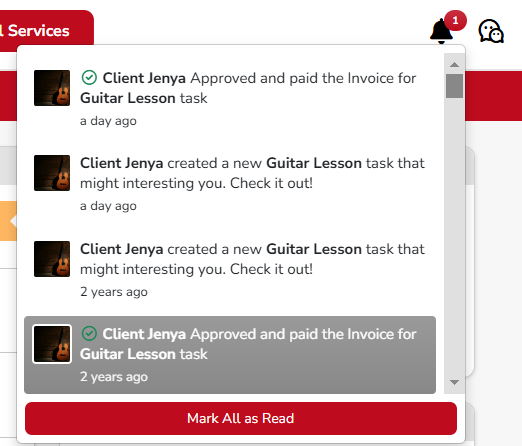 l Services
1
Client Jenya Approved and paid the Invoice for
Guitar Lesson task
a day ago
Client Jenya created a new Guitar Lesson task that
might interesting you. Check it out!
a day ago
Client Jenya created a new Guitar Lesson task that
might interesting you. Check it out!
2 years ago
Client Jenya Approved and paid the Invoice for
Guitar Lesson task
2 years ago
Mark All as Read